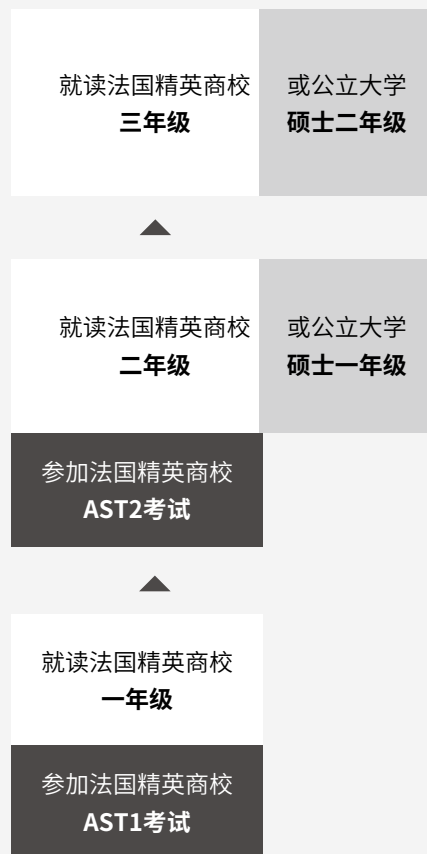 就读法国精英商校
三年级
或公立大学
硕士二年级
就读法国精英商校
二年级
或公立大学
硕士一年级
参加法国精英商校
AST2考试
就读法国精英商校
一年级
参加法国精英商校
AST1考试